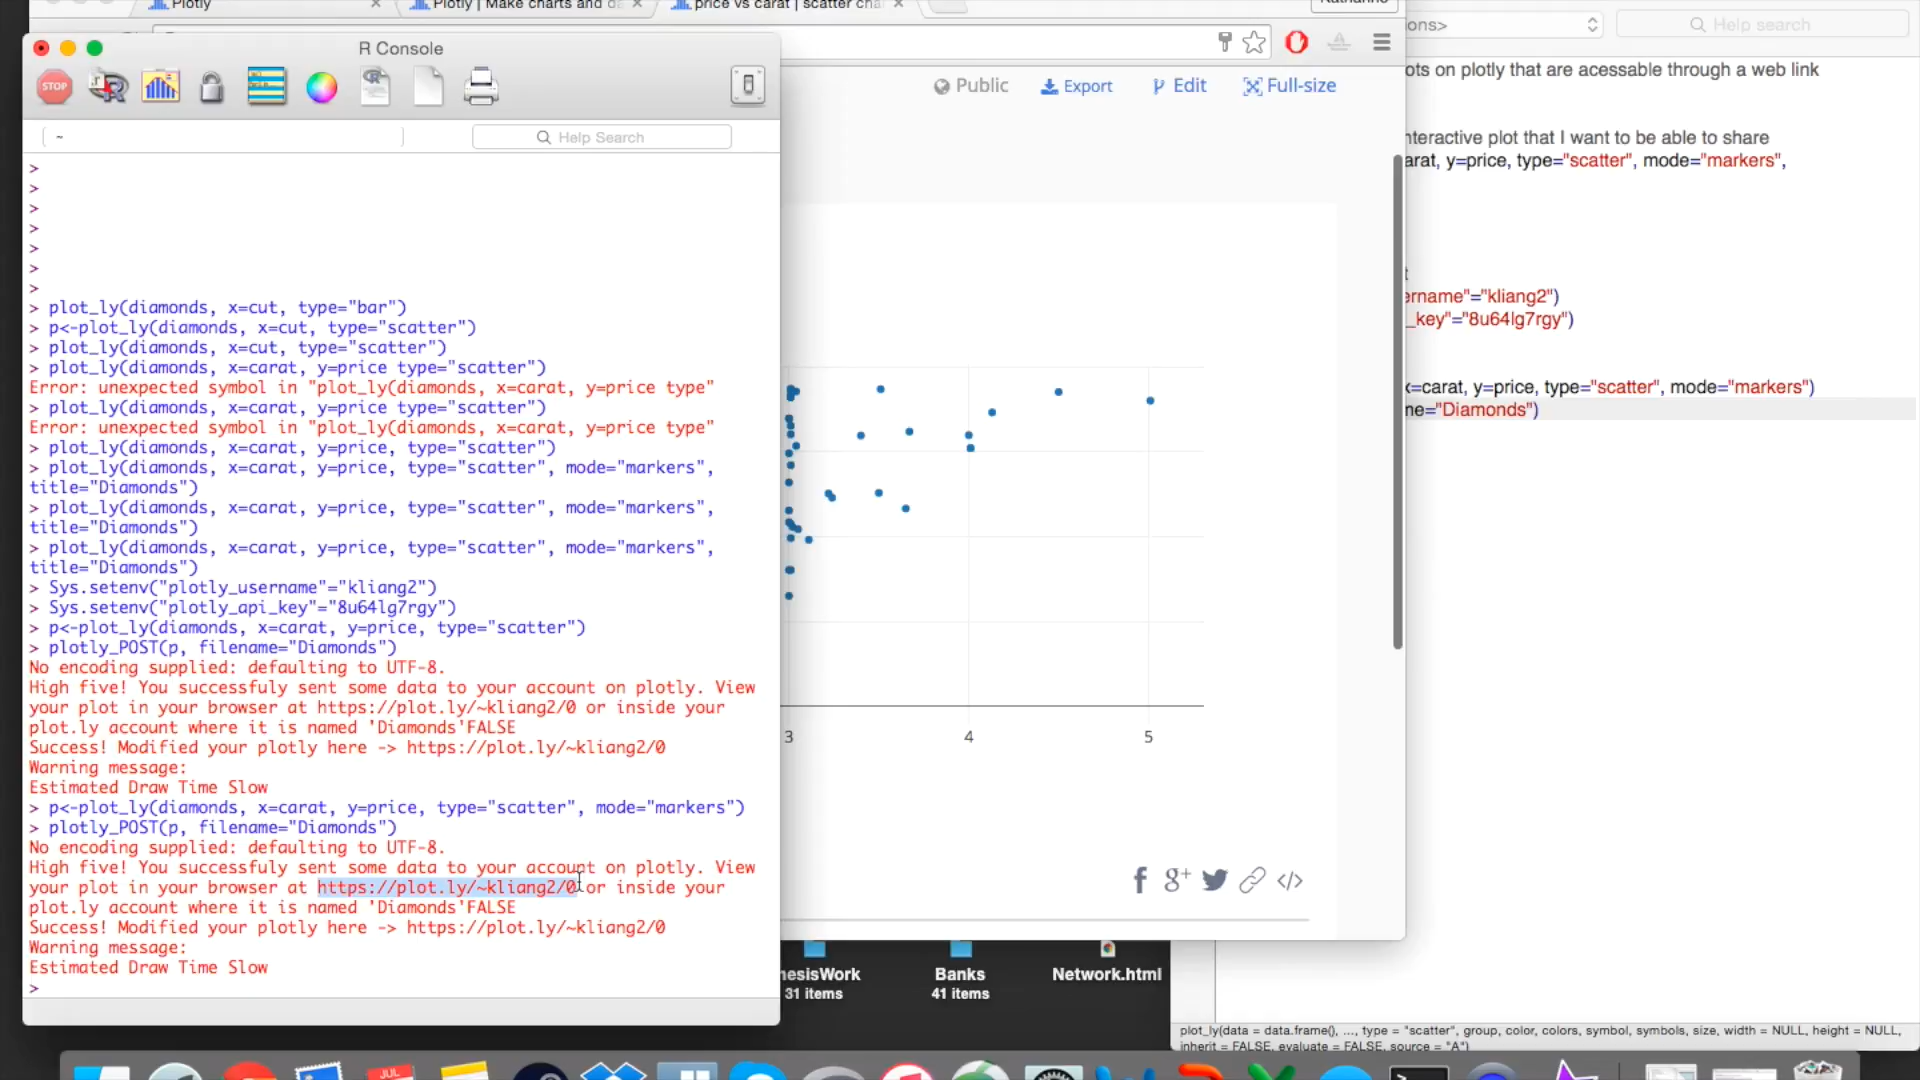 Plotly
Plotly | Make charts and da
price vs carat | scatter char
R Console
STOP
~
Help Search
>
>
>
>
>
>
>
> plot_ly(diamonds, x=cut, type="bar")
> p<-plot_ly(diamonds, x=cut, type="scatter")
> plot_ly(diamonds, x=cut, type="scatter")
> plot_ly(diamonds, x=carat, y=price type="scatter")
Error: unexpected symbol in "plot_ly(diamonds, x=carat, y=price type"
> plot_ly(diamonds, x=carat, y=price type="scatter")
Error: unexpected symbol in "plot_ly(diamonds, x=carat, y=price type"
> plot_ly(diamonds, x=carat, y=price, type="scatter")
> plot_ly(diamonds, x=carat, y=price, type="scatter", mode="markers",
title="Diamonds")
> plot_ly(diamonds, x=carat, y=price, type="scatter", mode="markers",
title="Diamonds")
> plot_ly(diamonds, x=carat, y=price, type="scatter", mode="markers",
title="Diamonds")
> Sys.setenv("plotly_username"="kliang2")
> Sys.setenv("plotly_api_key"="8u64lg7rgy")
> p<-plot_ly(diamonds, x=carat, y=price, type="scatter")
> plotly_POST(p, filename="Diamonds")
No encoding supplied: defaulting to UTF-8.
High five! You successfuly sent some data to your account on plotly. View
your plot in your browser at https://plot.ly/~kliang2/0 or inside your
plot.ly account where it is named 'Diamonds'FALSE
Success! Modified your plotly here -> https://plot.ly/~kliang2/0
Warning message:
Estimated Draw Time Slow
> p<-plot_ly(diamonds, x=carat, y=price, type="scatter", mode="markers")
> plotly_POST(p, filename="Diamonds")
No encoding supplied: defaulting to UTF-8.
High five! You successfuly sent some data to your account on plotly. View
your plot in your browser at https://plot.ly/~kliang2/0 or inside your
plot.ly account where it is named 'Diamonds'FALSE
Success! Modified your plotly here -> https://plot.ly/~kliang2/0
Warning message:
Estimated Draw Time Slow
>
Public Export Edit Full-size
3 4 5
f g+ </>
ions>
Help search
ots on plotly that are acessable through a web link
nteractive plot that I want to be able to share
arat, y=price, type="scatter", mode="markers",
t
ername"="kliang2")
_key"="8u64lg7rgy")
x=carat, y=price, type="scatter", mode="markers")
me="Diamonds")
hesisWork
31 items
Banks
41 items
Network.html
plot_ly(data = data.frame(), ..., type = "scatter", group, color, colors, symbol, symbols, size, width = NULL, height = NULL,
inherit = FALSE, evaluate = FALSE, source = "A")
JUL